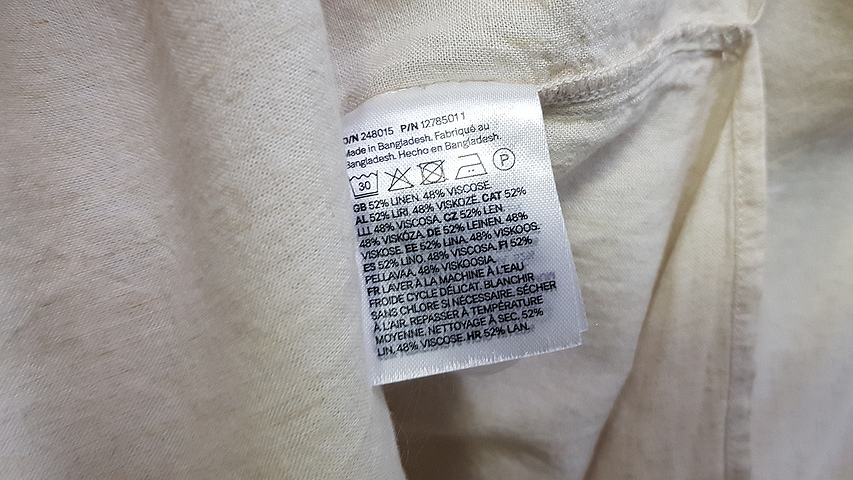 O/N 248015 P/N 1278501 1
Made in Bangladesh. Fabriqué au
Bangladesh. Hecho en Bangladesh.
30 P
GB 52% LINEN. 48% VISCOSE.
AL 52% LIRI. 48% VISKOZË. CAT 52%
LLI. 48% VISCOSA. CZ 52% LEN.
48% VISKÓZA. DE 52% LEINEN. 48%
VISKOSE. EE 52% LINA. 48% VISKOOS.
ES 52% LINO. 48% VISCOSA. FI 52%
PELLAVAA. 48% VISKOOSIA.
FR LAVER À LA MACHINE À L'EAU
FROIDE CYCLE DÉLICAT. BLANCHIR
SANS CHLORE SI NÉCESSAIRE. SÉCHER
À L'AIR. REPASSER À TEMPÉRATURE
MOYENNE. NETTOYAGE À SEC. 52%
LIN. 48% VISCOSE. HR 52% LAN.